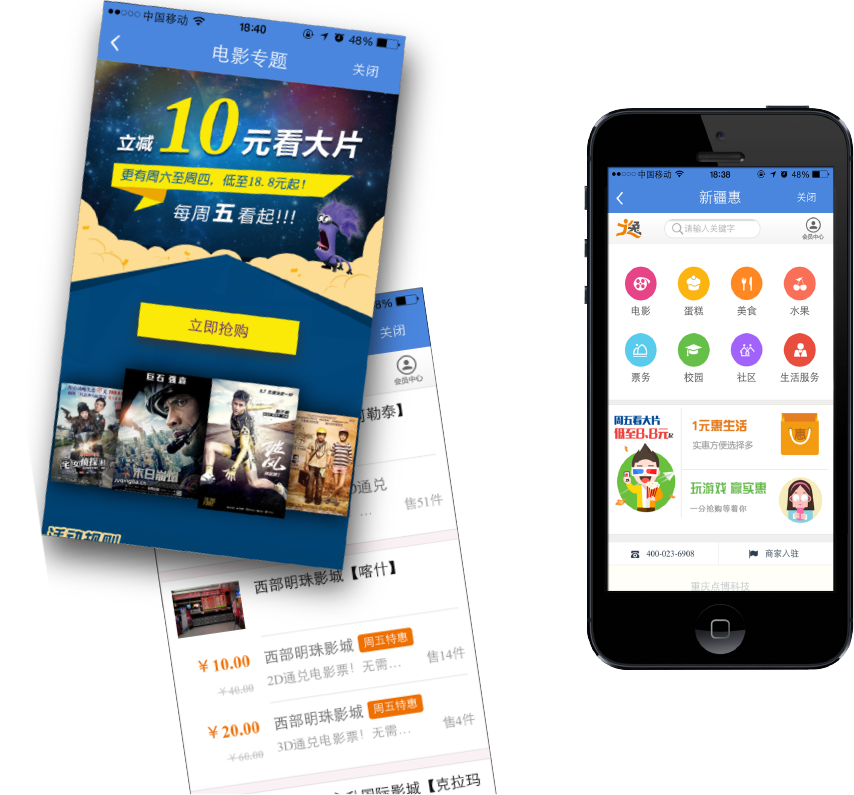 中国移动
18:40
48%
电影专题
关闭
立减10元看大片
更有周六至周四，低至18.8元起！
每周五看起!!!
立即抢购
巨石 强森
末日崩塌
活动规则
8%
关闭
会员中心
勒泰】
D通兑
...
售51件
西部明珠影城【喀什】
￥10.00
西部明珠影城
周五特惠
￥40.00
2D通兑电影票！无需...
售14件
￥20.00
西部明珠影城
周五特惠
￥60.00
3D通兑电影票！无需...
售4件
国际影城【克拉玛
中国移动
18:38
48%
新疆惠
关闭
请输入关键字
会员中心
电影
蛋糕
美食
水果
票务
校园
社区
生活服务
周五看大片
低至8.8元起
1元惠生活
实惠方便选择多
惠
玩游戏 赢实惠
一分抢购等着你
400-023-6908
商家入驻
重庆点博科技